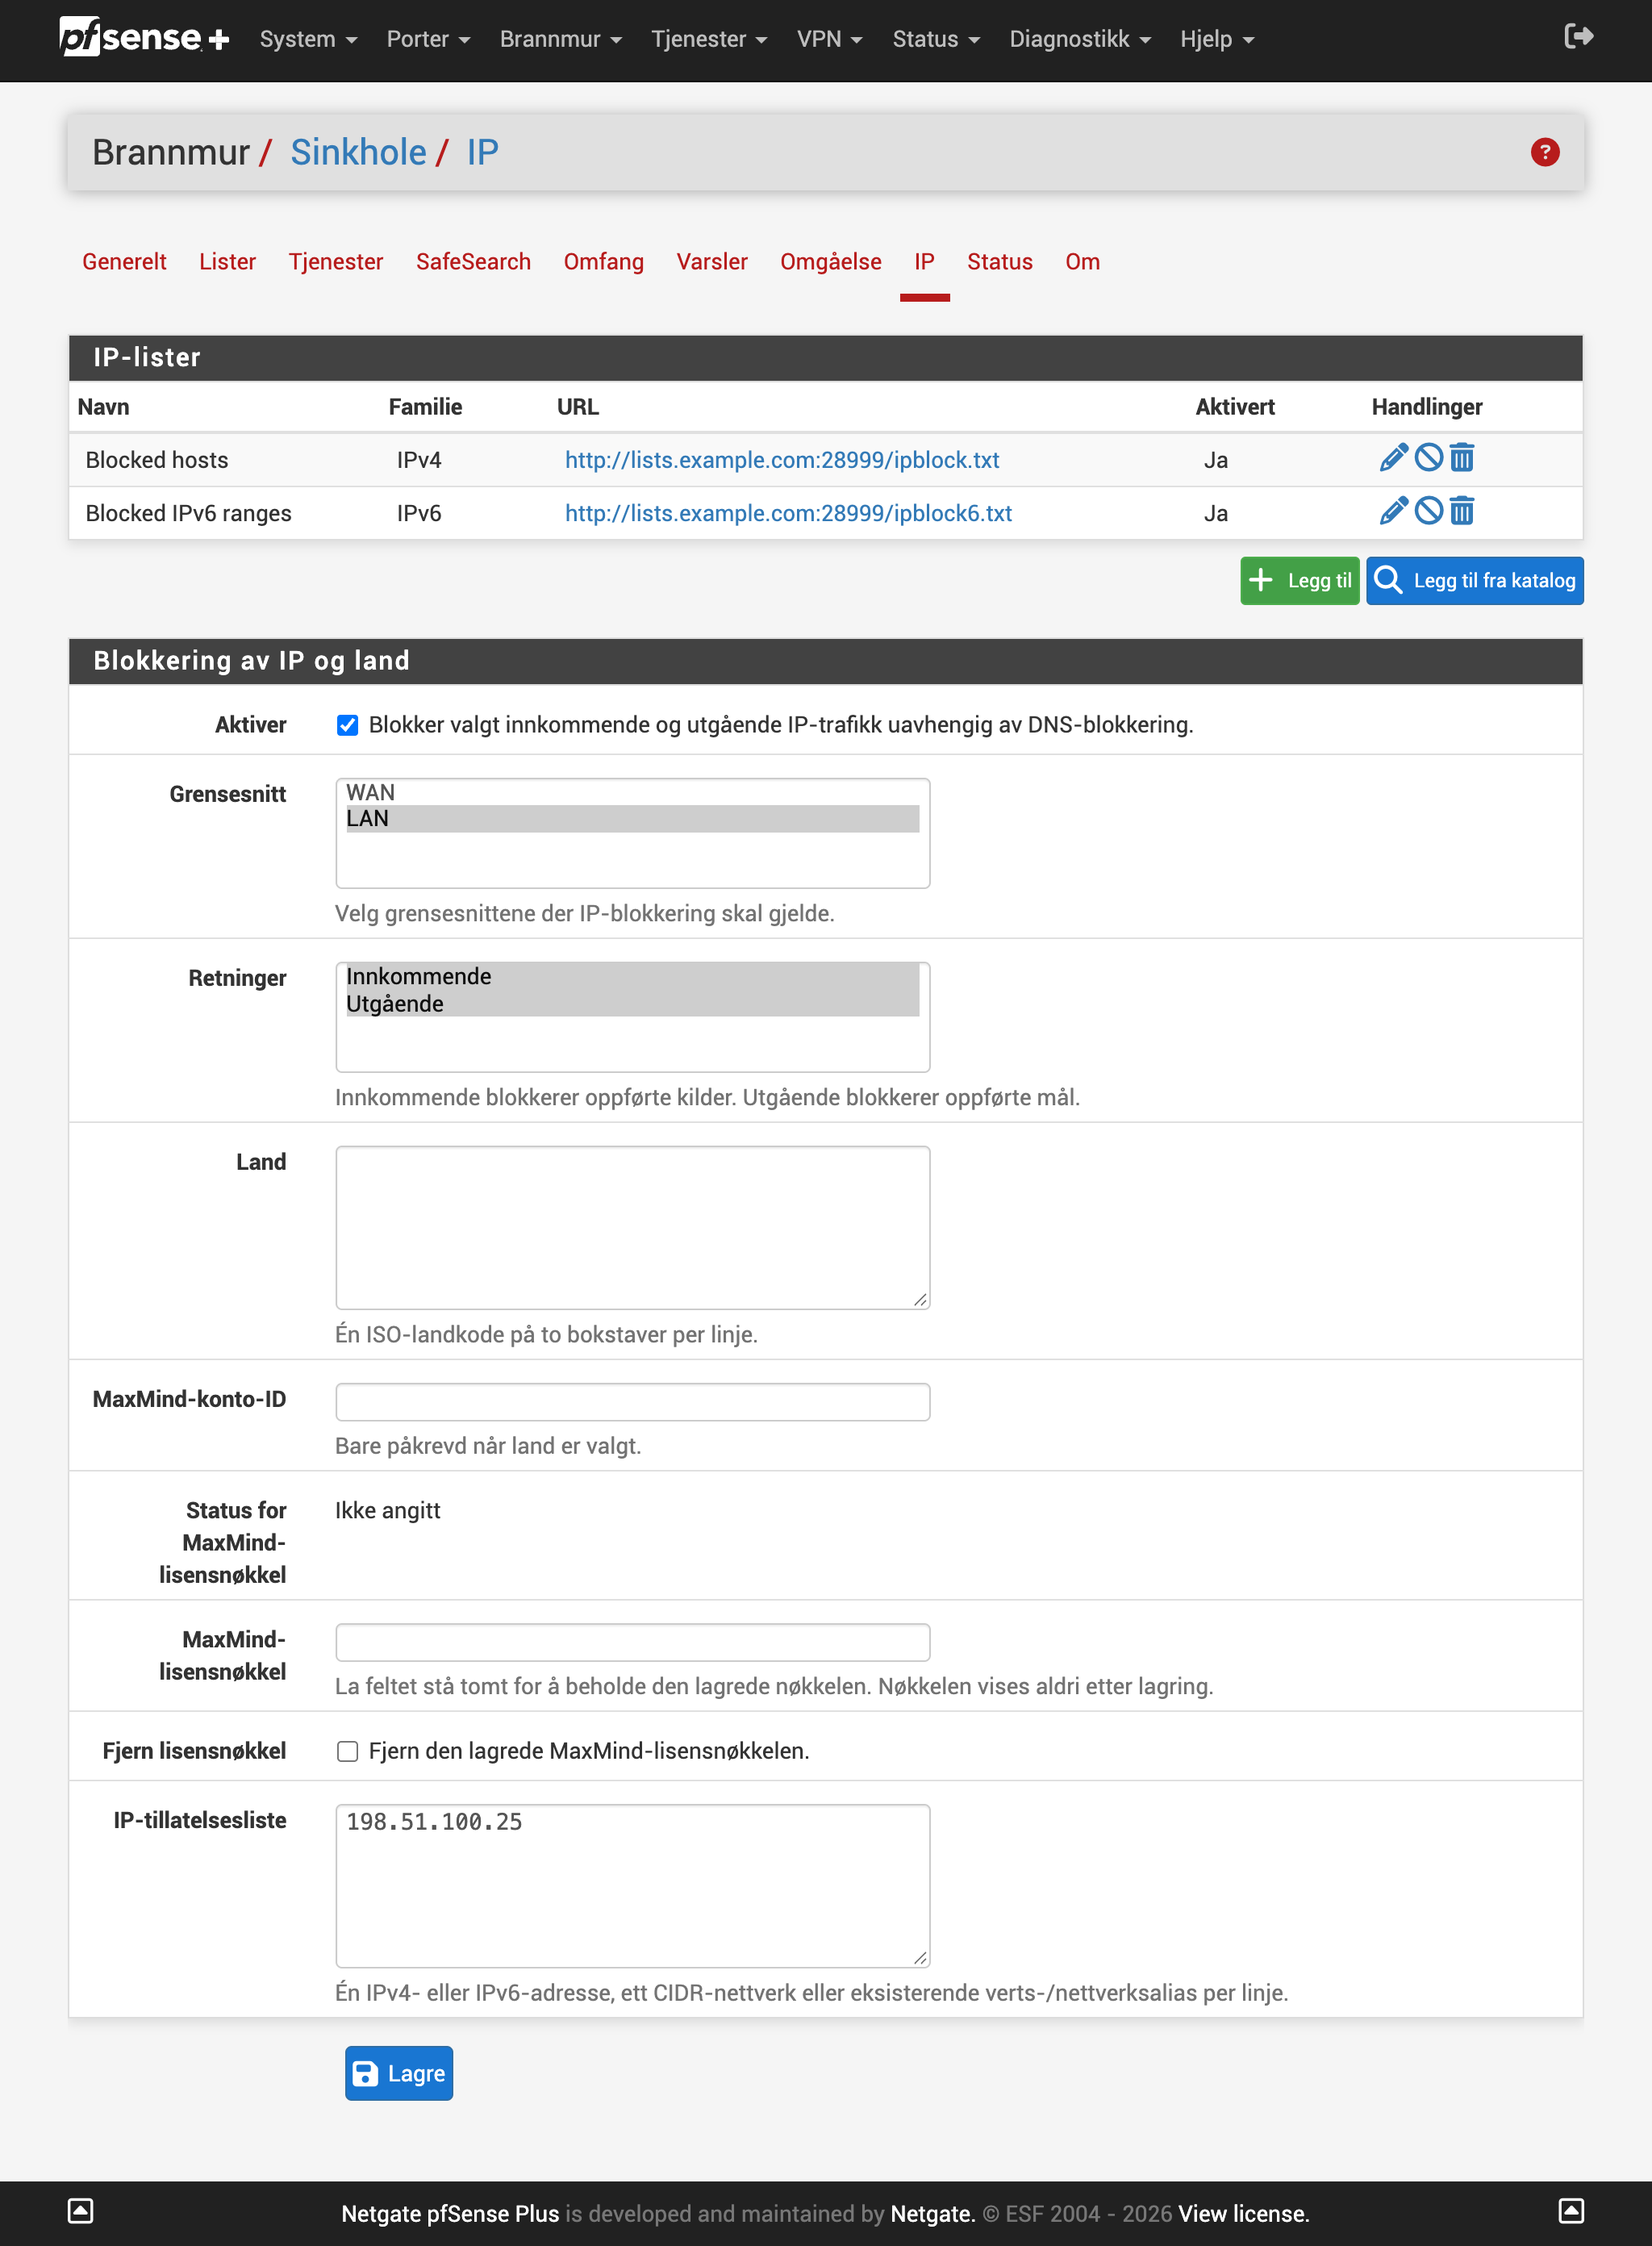 pfsense+ System Porter Brannmur Tjenester VPN Status Diagnostikk Hjelp
Brannmur / Sinkhole / IP
Generelt Lister Tjenester SafeSearch Omfang Varsler Omgåelse IP Status Om
IP-lister
Navn Familie URL Aktivert Handlinger
Blocked hosts IPv4 http://lists.example.com:28999/ipblock.txt Ja
Blocked IPv6 ranges IPv6 http://lists.example.com:28999/ipblock6.txt Ja
Legg til Legg til fra katalog
Blokkering av IP og land
Aktiver Blokker valgt innkommende og utgående IP-trafikk uavhengig av DNS-blokkering.
Grensesnitt WAN
LAN
Velg grensesnittene der IP-blokkering skal gjelde.
Retninger Innkommende
Utgående
Innkommende blokkerer oppførte kilder. Utgående blokkerer oppførte mål.
Land
Én ISO-landkode på to bokstaver per linje.
MaxMind-konto-ID
Bare påkrevd når land er valgt.
Status for Ikke angitt
MaxMind-
lisensnøkkel
MaxMind-
lisensnøkkel
La feltet stå tomt for å beholde den lagrede nøkkelen. Nøkkelen vises aldri etter lagring.
Fjern lisensnøkkel Fjern den lagrede MaxMind-lisensnøkkelen.
IP-tillatelsesliste 198.51.100.25
Én IPv4- eller IPv6-adresse, ett CIDR-nettverk eller eksisterende verts-/nettverksalias per linje.
Lagre
Netgate pfSense Plus is developed and maintained by Netgate. © ESF 2004 - 2026 View license.